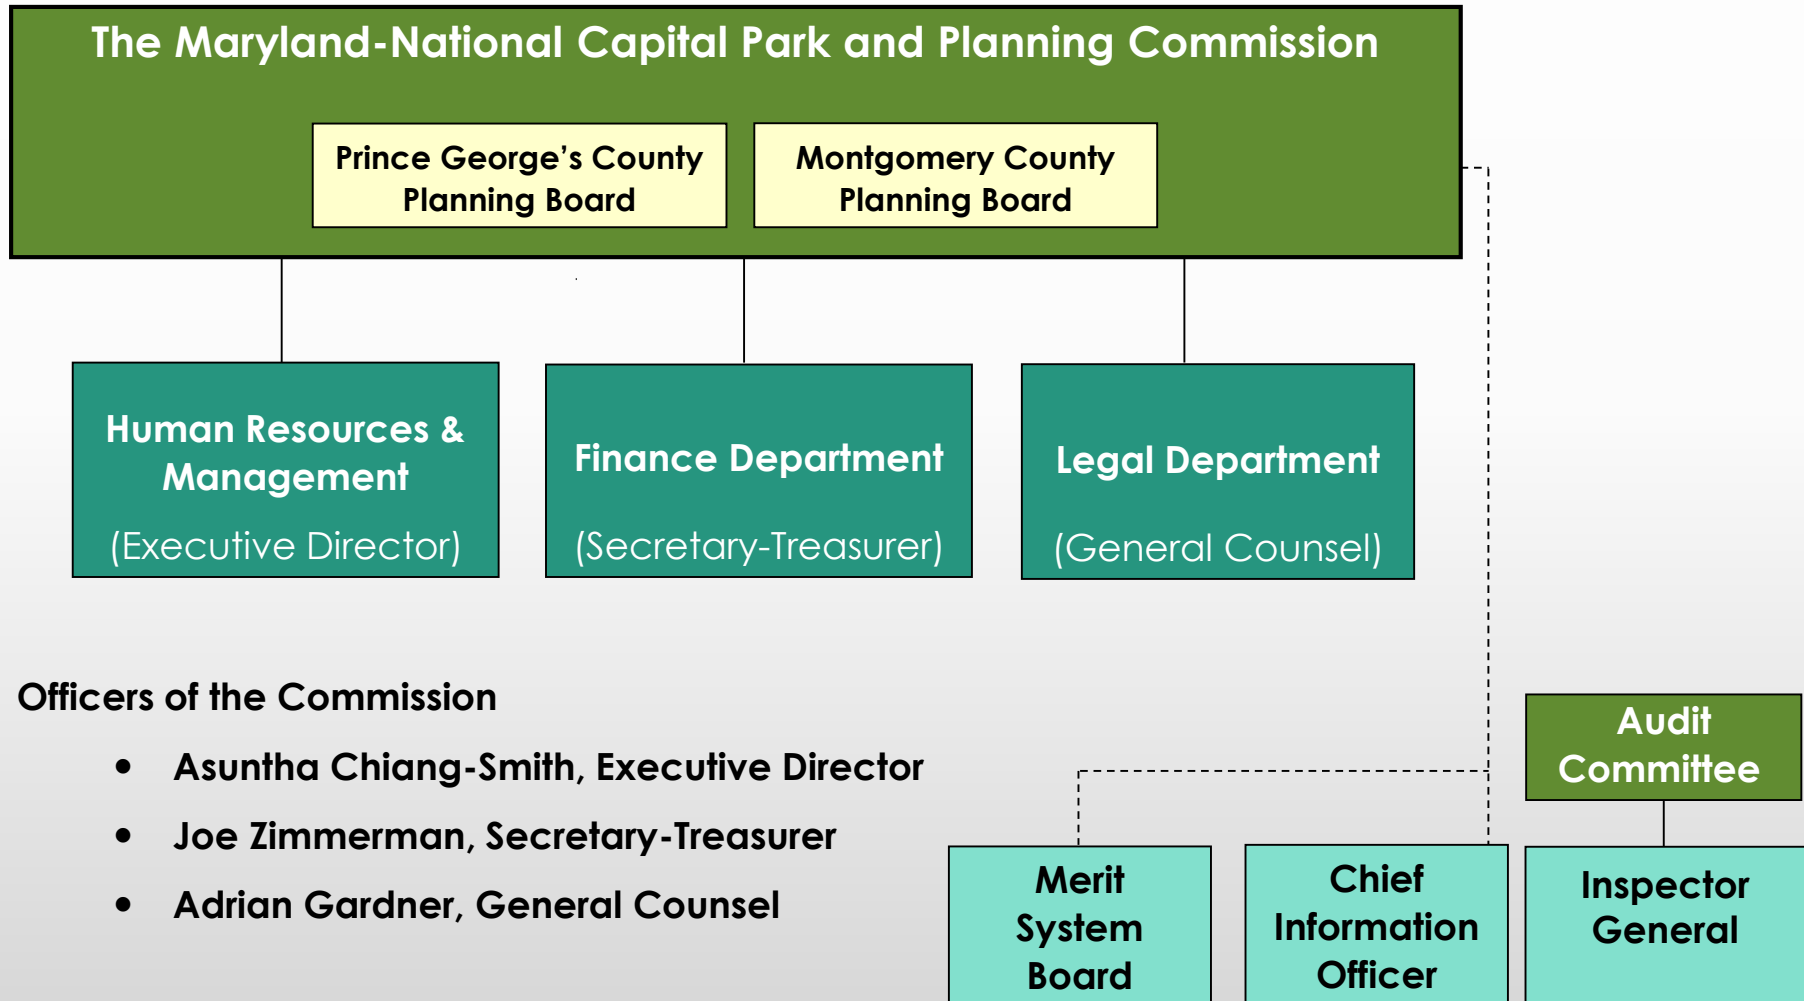 The Maryland-National Capital Park and Planning Commission
Prince George’s County
Planning Board
Montgomery County
Planning Board
Human Resources &
Management
(Executive Director)
Finance Department
(Secretary-Treasurer)
Legal Department
(General Counsel)
Officers of the Commission
• Asuntha Chiang-Smith, Executive Director
• Joe Zimmerman, Secretary-Treasurer
• Adrian Gardner, General Counsel
Audit
Committee
Merit
System
Board
Chief
Information
Officer
Inspector
General